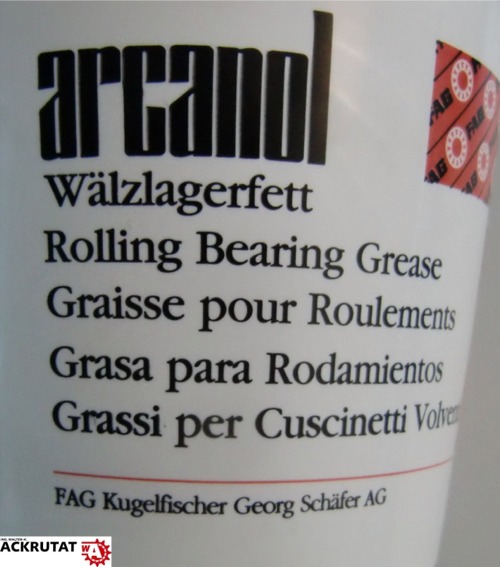 arcanol
Wälzlagerfett
Rolling Bearing Grease
Graisse pour Roulements
Grasa para Rodamientos
Grassi per Cuscinetti
FAG Kugelfischer Georg Schäfer AG
FAG
FAG
ACKRUTAT